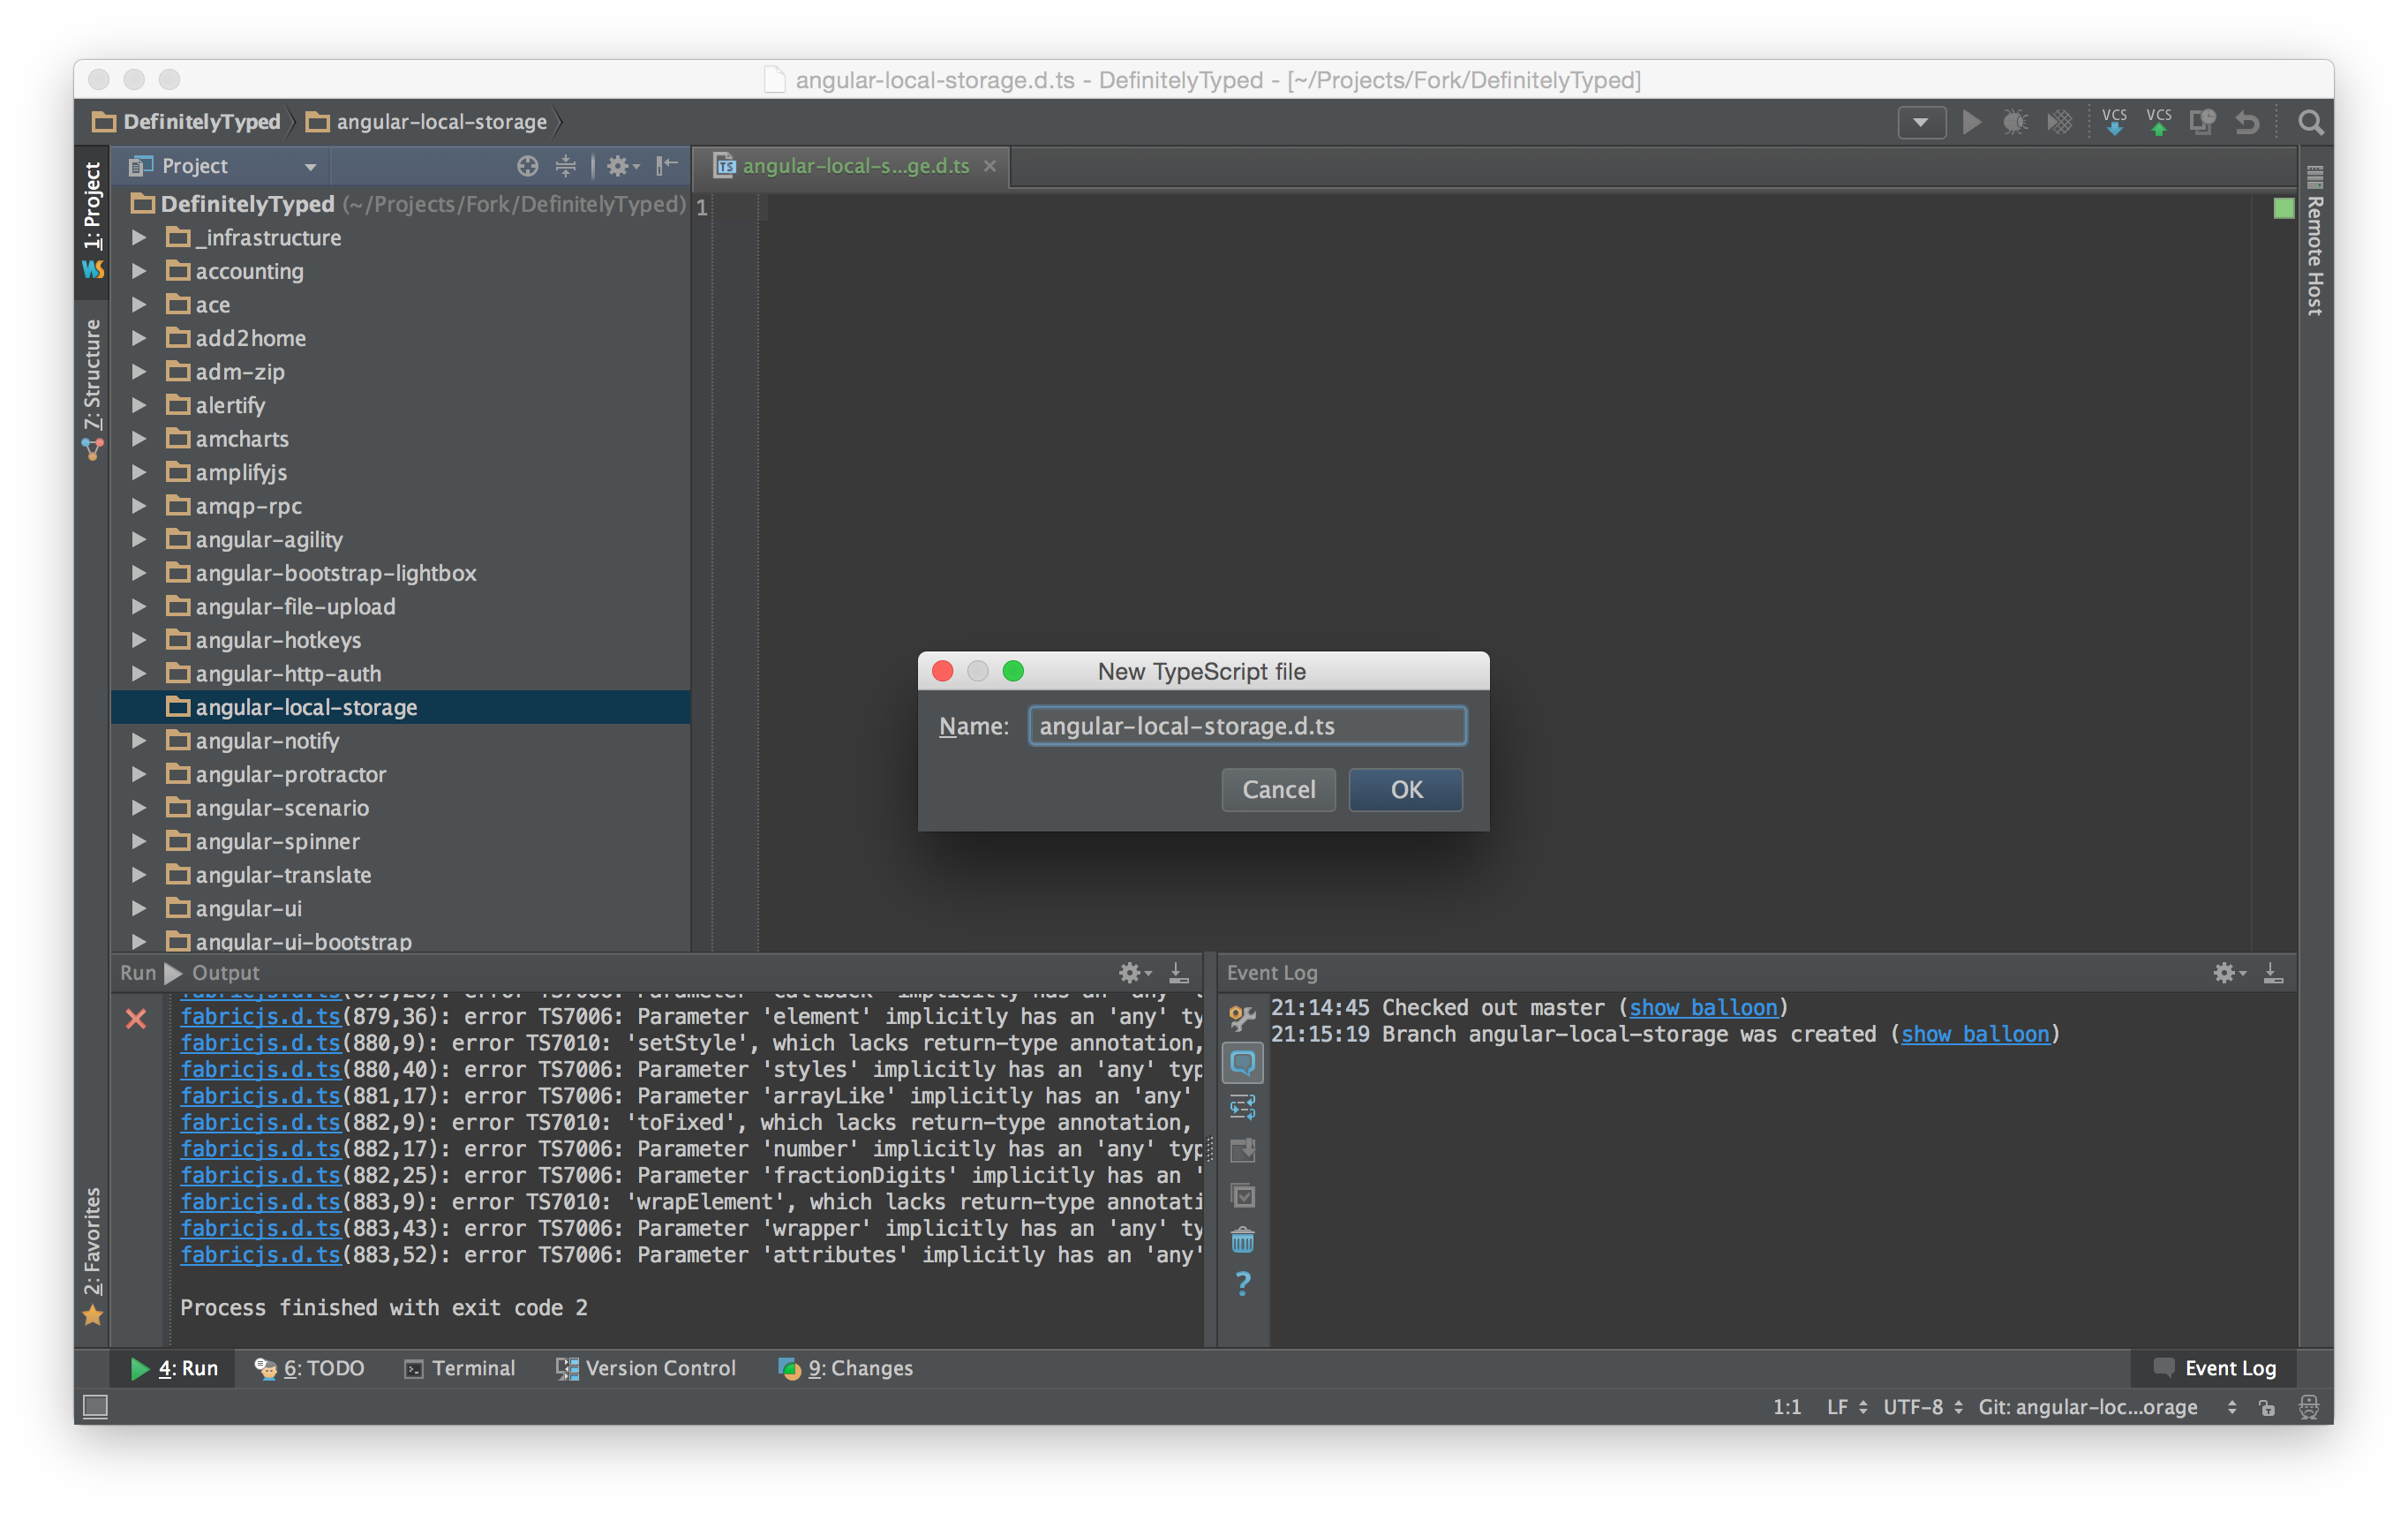 angular-local-storage.d.ts - DefinitelyTyped - [~/Projects/Fork/DefinitelyTyped]
DefinitelyTyped angular-local-storage
VCS VCS
1: Project
Z: Structure
2: Favorites
Project
DefinitelyTyped (~/Projects/Fork/DefinitelyTyped)
_infrastructure
accounting
ace
add2home
adm-zip
alertify
amcharts
amplifyjs
amqp-rpc
angular-agility
angular-bootstrap-lightbox
angular-file-upload
angular-hotkeys
angular-http-auth
angular-local-storage
angular-notify
angular-protractor
angular-scenario
angular-spinner
angular-translate
angular-ui
angular-ui-bootstrap
angular-local-s...ge.d.ts
1
Remote Host
New TypeScript file
Name: angular-local-storage.d.ts
Cancel OK
Run Output
fabricjs.d.ts(879,36): error TS7006: Parameter 'element' implicitly has an 'any' ty
fabricjs.d.ts(880,9): error TS7010: 'setStyle', which lacks return-type annotation,
fabricjs.d.ts(880,40): error TS7006: Parameter 'styles' implicitly has an 'any' typ
fabricjs.d.ts(881,17): error TS7006: Parameter 'arrayLike' implicitly has an 'any'
fabricjs.d.ts(882,9): error TS7010: 'toFixed', which lacks return-type annotation,
fabricjs.d.ts(882,17): error TS7006: Parameter 'number' implicitly has an 'any' typ
fabricjs.d.ts(882,25): error TS7006: Parameter 'fractionDigits' implicitly has an '
fabricjs.d.ts(883,9): error TS7010: 'wrapElement', which lacks return-type annotati
fabricjs.d.ts(883,43): error TS7006: Parameter 'wrapper' implicitly has an 'any' ty
fabricjs.d.ts(883,52): error TS7006: Parameter 'attributes' implicitly has an 'any'
Process finished with exit code 2
Event Log
21:14:45 Checked out master (show balloon)
21:15:19 Branch angular-local-storage was created (show balloon)
4: Run 6: TODO Terminal Version Control 9: Changes Event Log
1:1 LF UTF-8 Git: angular-loc...orage